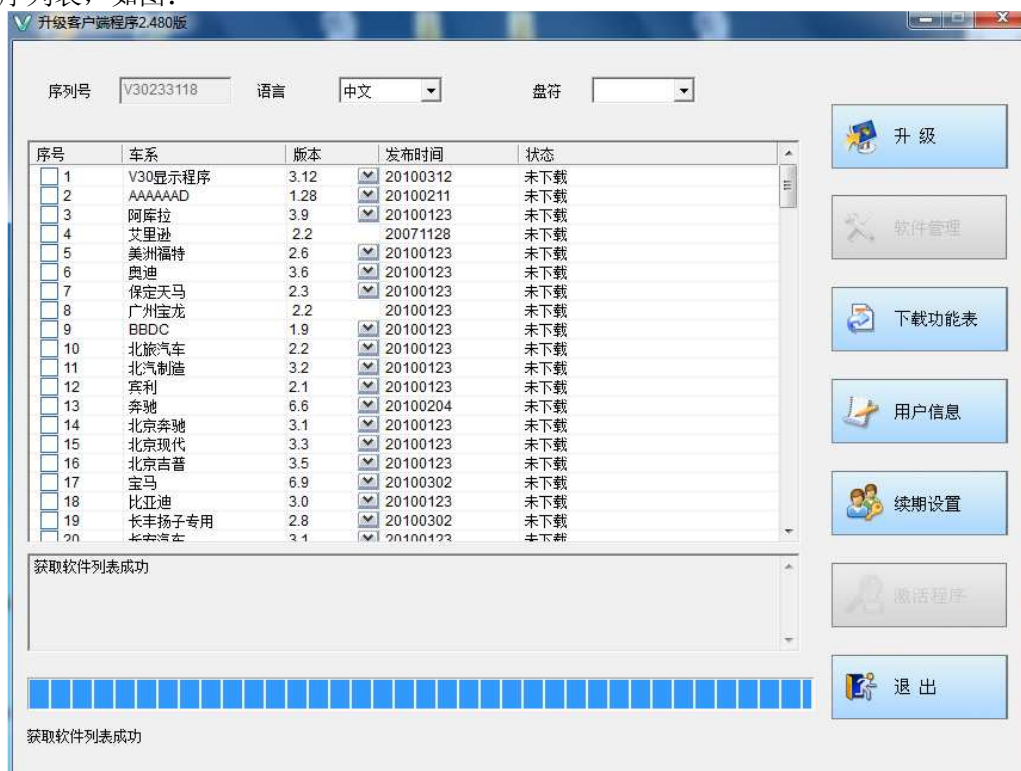 序列表，如图：
升级客户端程序2.480版
序列号 V30233118 语言 中文 盘符
升 级
序号 车系 版本 发布时间 状态
1 V30显示程序 3.12 20100312 未下载
2 AAAAAAD 1.28 20100211 未下载
3 阿库拉 3.9 20100123 未下载
4 艾里逊 2.2 20071128 未下载
5 美洲福特 2.6 20100123 未下载
软件管理
6 奥迪 3.6 20100123 未下载
7 保定天马 2.3 20100123 未下载
8 广州宝龙 2.2 20100123 未下载
9 BBDC 1.9 20100123 未下载
下载功能表
10 北旅汽车 2.2 20100123 未下载
11 北汽制造 3.2 20100123 未下载
12 宾利 2.1 20100123 未下载
13 奔驰 6.6 20100204 未下载
用户信息
14 北京奔驰 3.1 20100123 未下载
15 北京现代 3.3 20100123 未下载
16 北京吉普 3.5 20100123 未下载
17 宝马 6.9 20100302 未下载
18 比亚迪 3.0 20100123 未下载
续期设置
19 长丰扬子专用 2.8 20100302 未下载
20 长安汽车 3.1 20100123 未下载
获取软件列表成功
激活程序
退 出
获取软件列表成功